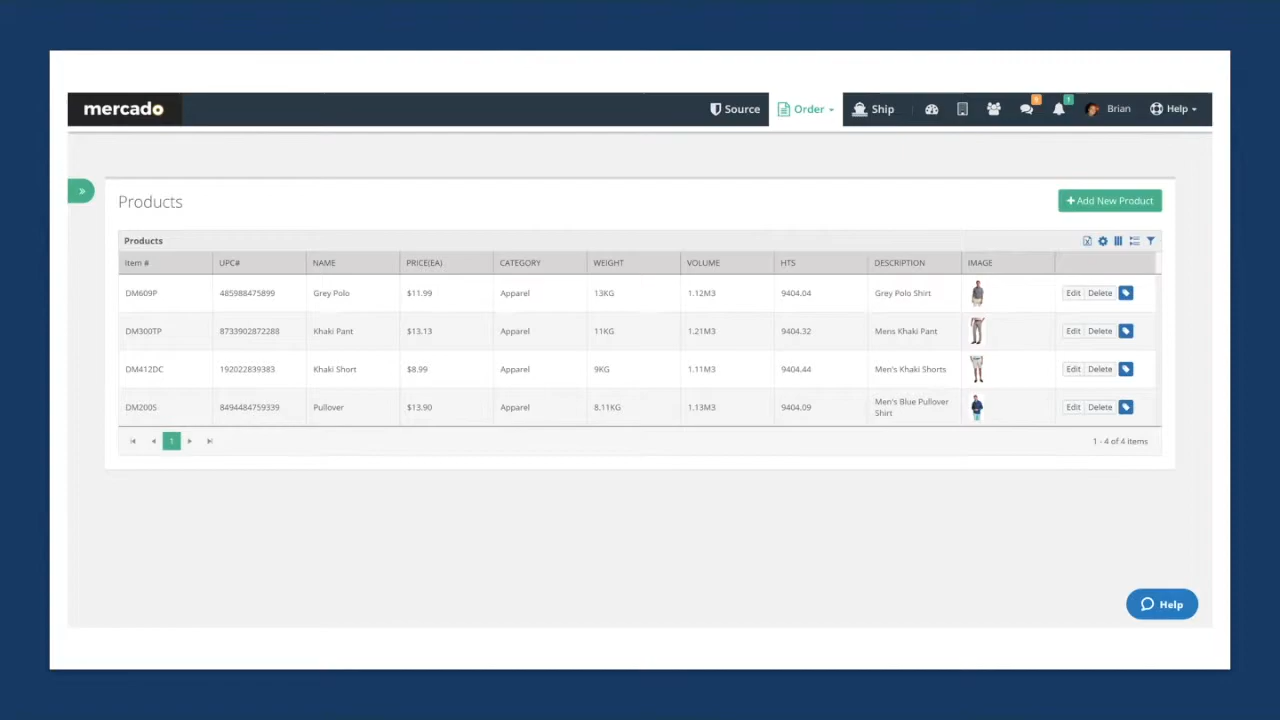 mercado
Source Order Ship 1 Brian Help
»
Products
+ Add New Product
Products
Item # UPC# NAME PRICE(EA) CATEGORY WEIGHT VOLUME HTS DESCRIPTION IMAGE
DM609P 485988475899 Grey Polo $11.99 Apparel 13KG 1.12M3 9404.04 Grey Polo Shirt Edit Delete
DM300TP 8733902872288 Khaki Pant $13.13 Apparel 11KG 1.21M3 9404.32 Mens Khaki Pant Edit Delete
DM412DC 192022839383 Khaki Short $8.99 Apparel 9KG 1.11M3 9404.44 Men's Khaki Shorts Edit Delete
DM200S 8494484759339 Pullover $13.90 Apparel 8.11KG 1.13M3 9404.09 Men's Blue Pullover
Shirt Edit Delete
1 1 - 4 of 4 items
Help